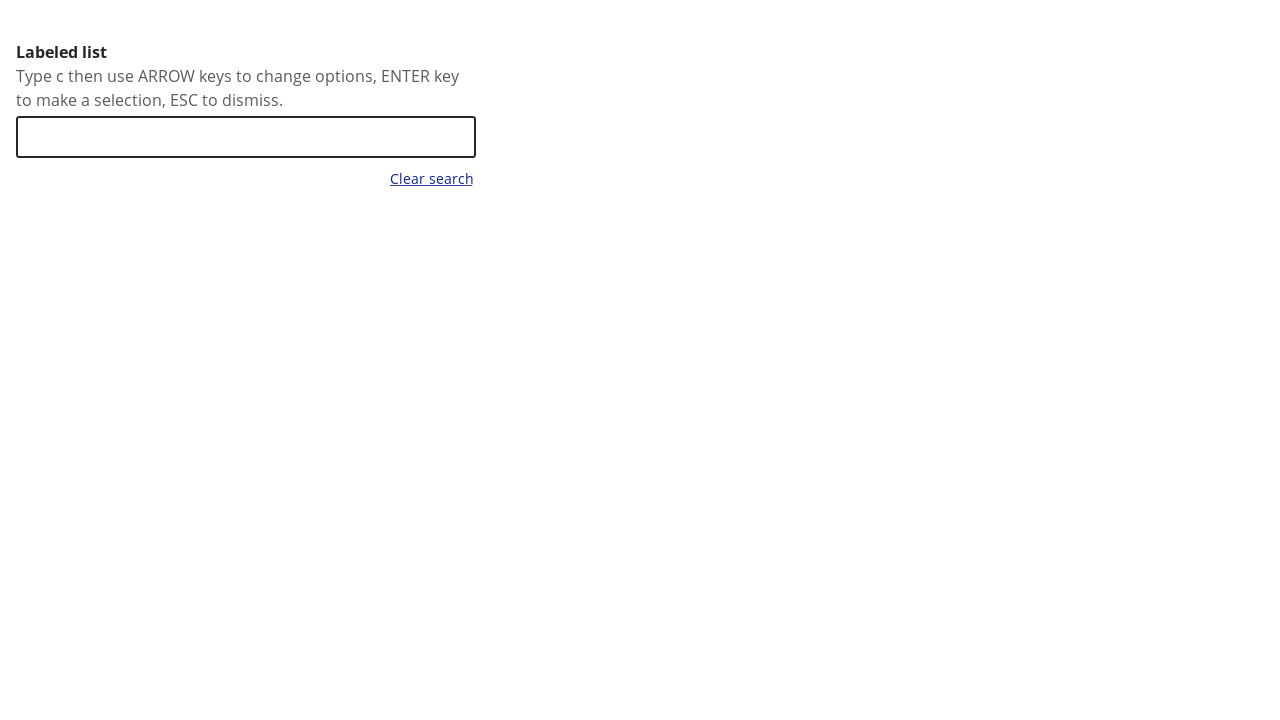 Labeled list
Type c then use ARROW keys to change options, ENTER key
to make a selection, ESC to dismiss.
Clear search